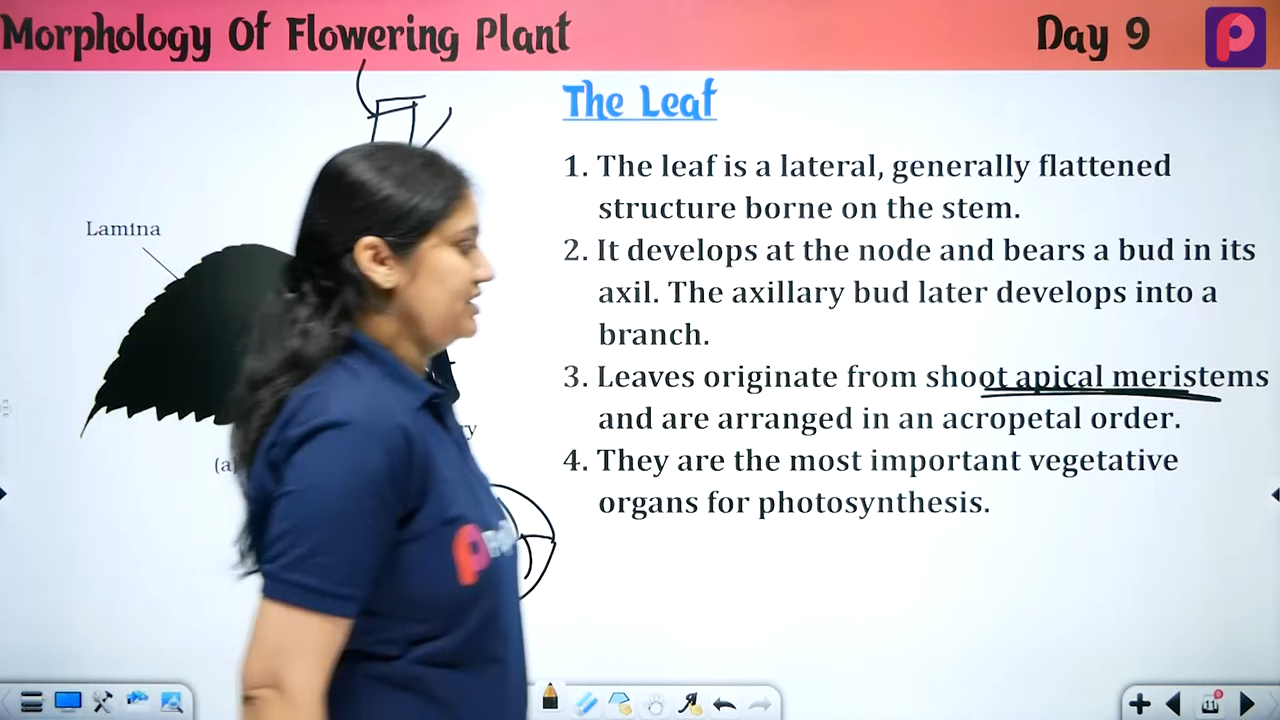 Morphology Of Flowering Plant
Day 9
The Leaf
1. The leaf is a lateral, generally flattened
structure borne on the stem.
2. It develops at the node and bears a bud in its
axil. The axillary bud later develops into a
branch.
3. Leaves originate from shoot apical meristems
and are arranged in an acropetal order.
4. They are the most important vegetative
organs for photosynthesis.
Lamina
(a
11